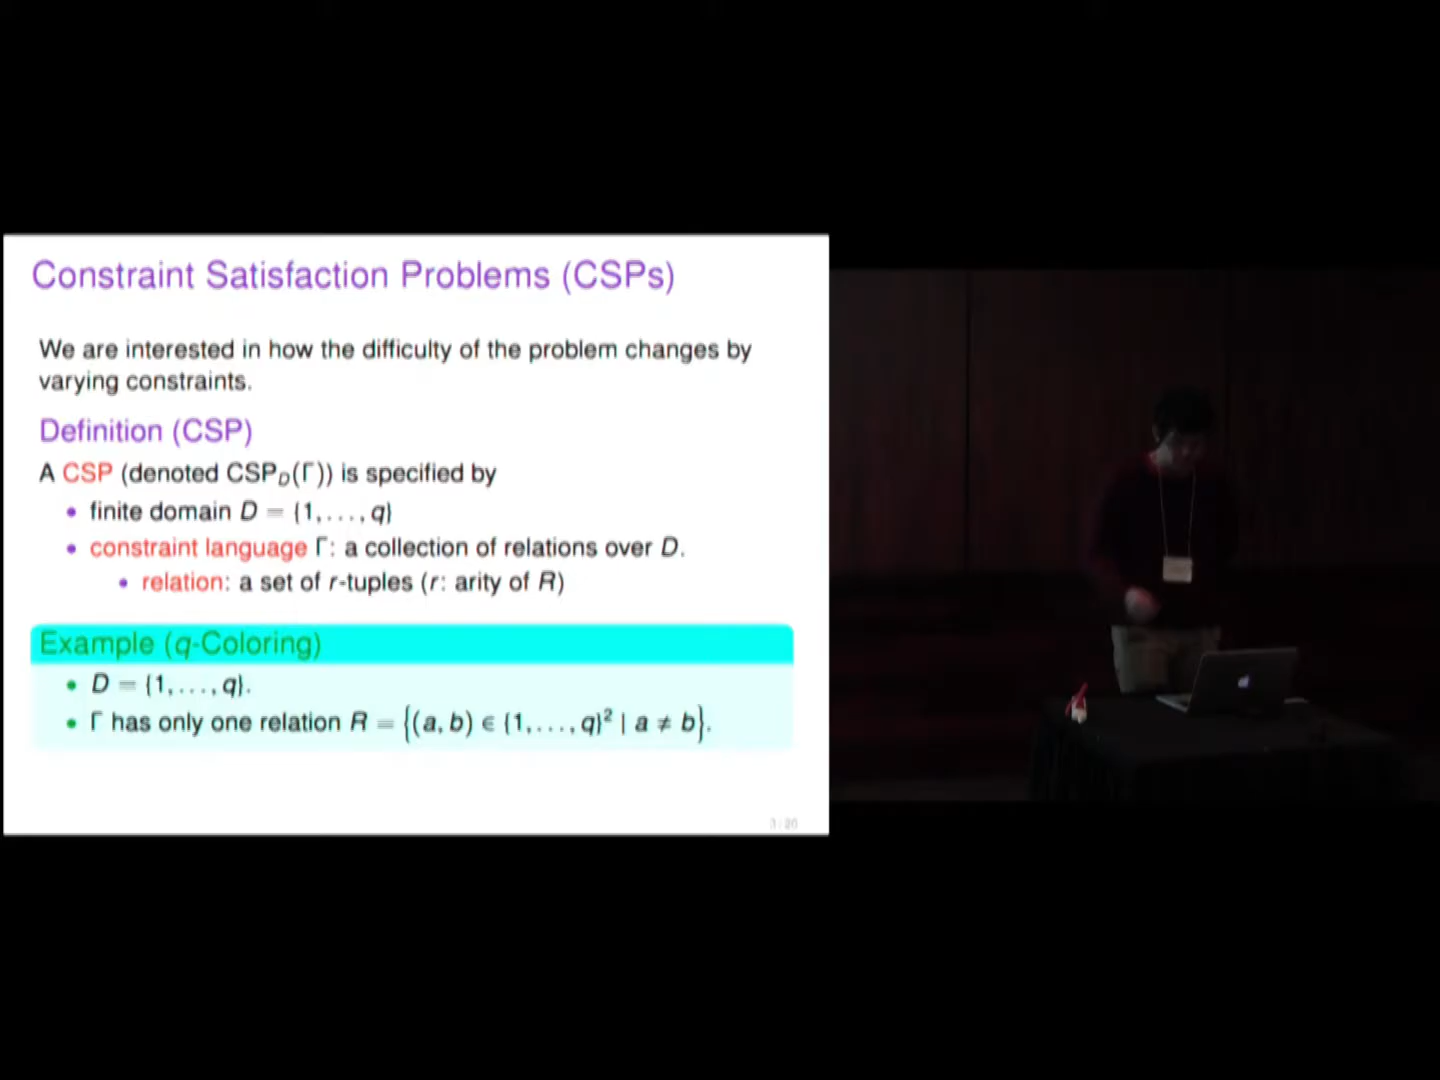 Constraint Satisfaction Problems (CSPs)
We are interested in how the difficulty of the problem changes by
varying constraints.
Definition (CSP)
A CSP (denoted CSP_D(Γ)) is specified by
• finite domain D = {1, . . . , q}
• constraint language Γ: a collection of relations over D.
• relation: a set of r-tuples (r: arity of R)
Example (q-Coloring)
• D = {1, . . . , q}.
• Γ has only one relation R = {(a, b) ∈ {1, . . . , q}² | a ≠ b}.
3 / 20